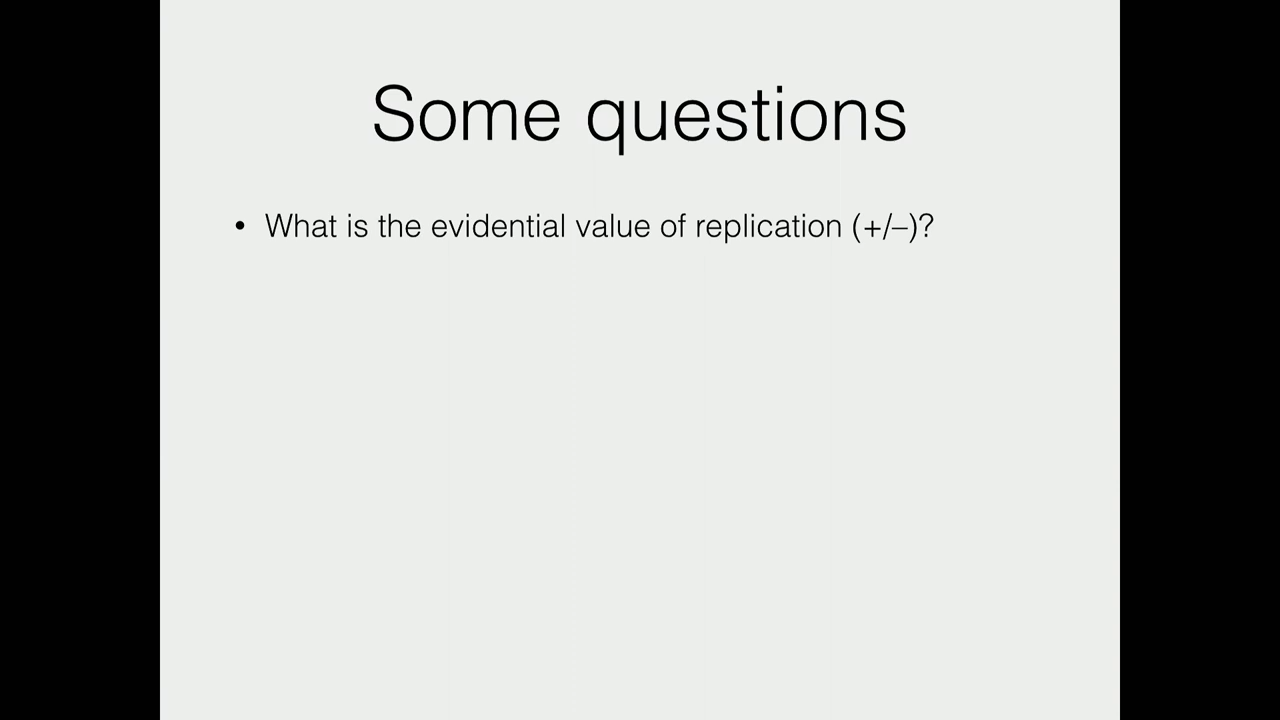 Some questions
• What is the evidential value of replication (+/–)?